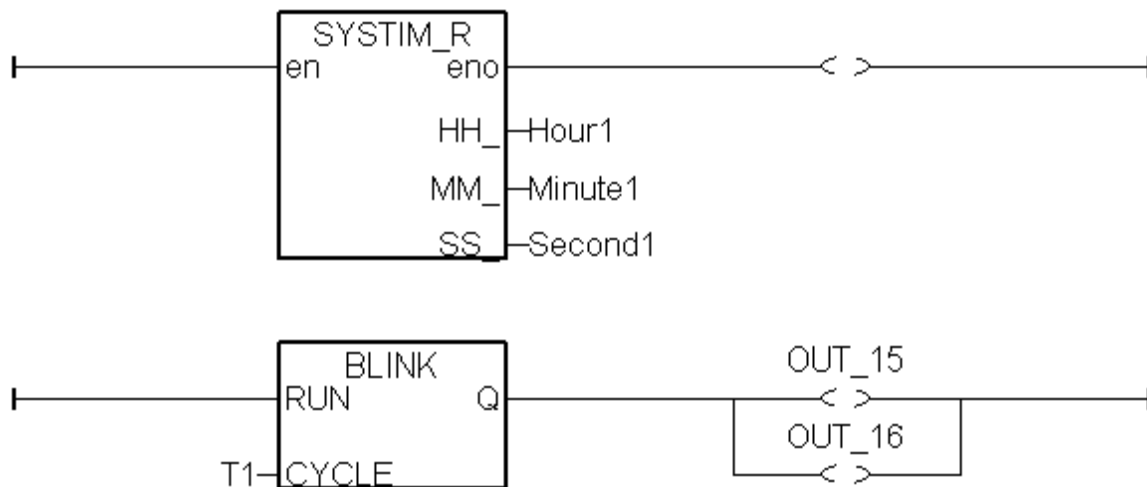 SYSTIM_R
en eno
HH_ Hour1
MM_ Minute1
SS_ Second1
BLINK OUT_15
RUN Q
OUT_16
T1 CYCLE